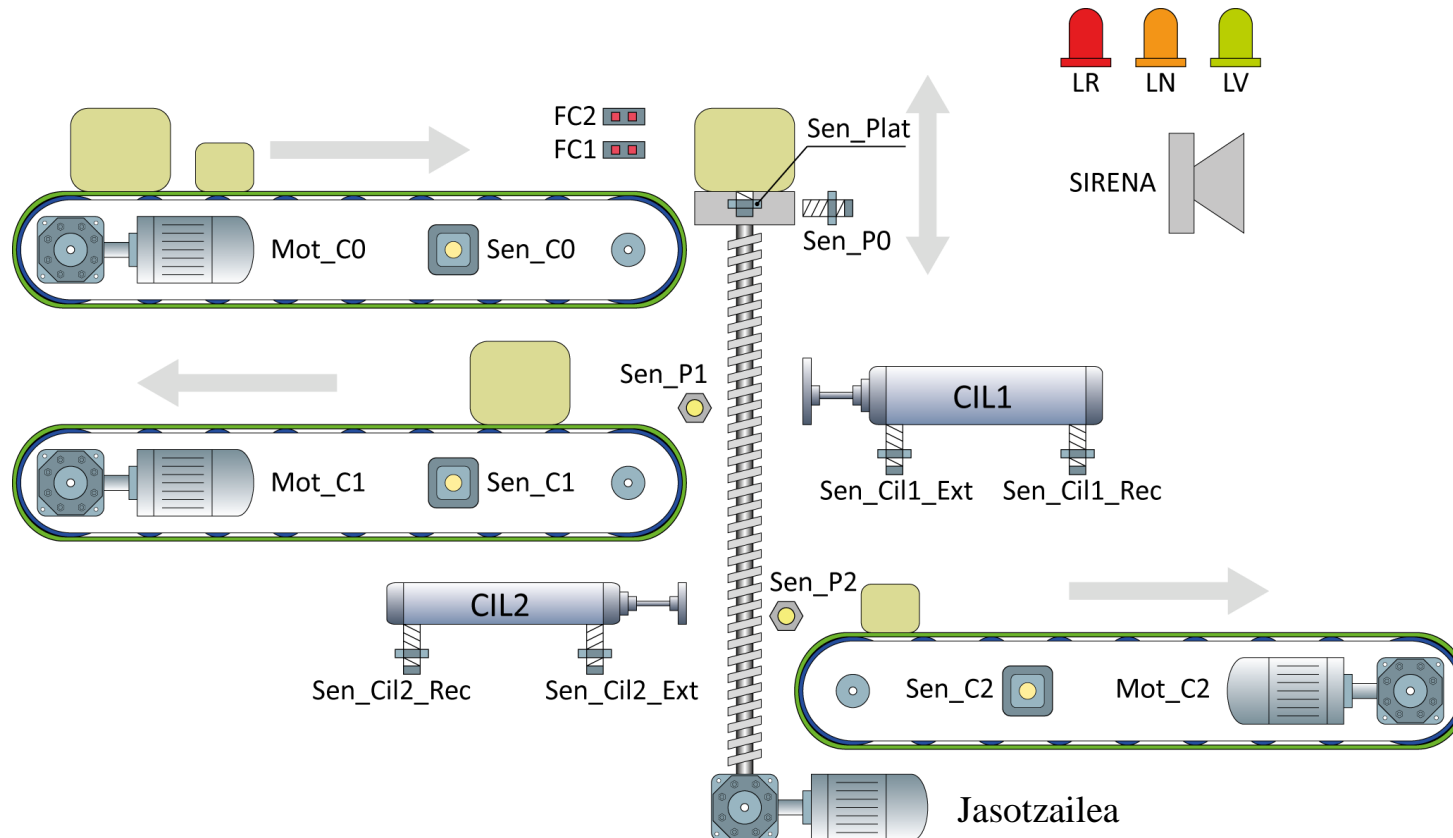 LR LN LV
FC2
FC1
Sen_Plat
SIRENA
Mot_C0
Sen_C0
Sen_P0
Sen_P1
CIL1
Mot_C1
Sen_C1
Sen_Cil1_Ext
Sen_Cil1_Rec
CIL2
Sen_P2
Sen_Cil2_Rec
Sen_Cil2_Ext
Sen_C2
Mot_C2
Jasotzailea